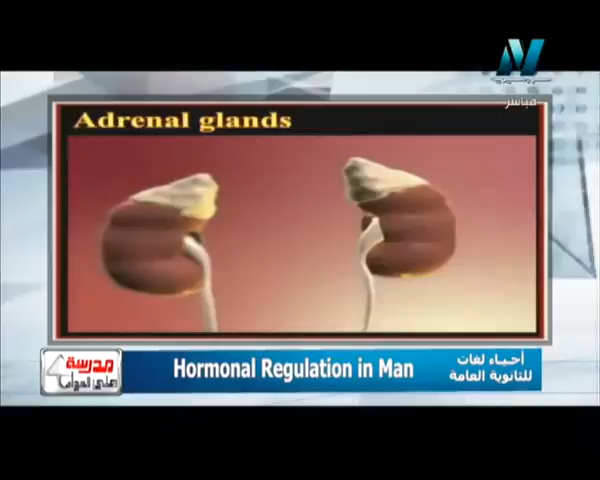 مباشر
Adrenal glands
مدرسة
على الهواء
Hormonal Regulation in Man
أحياء لغات
للثانوية العامة